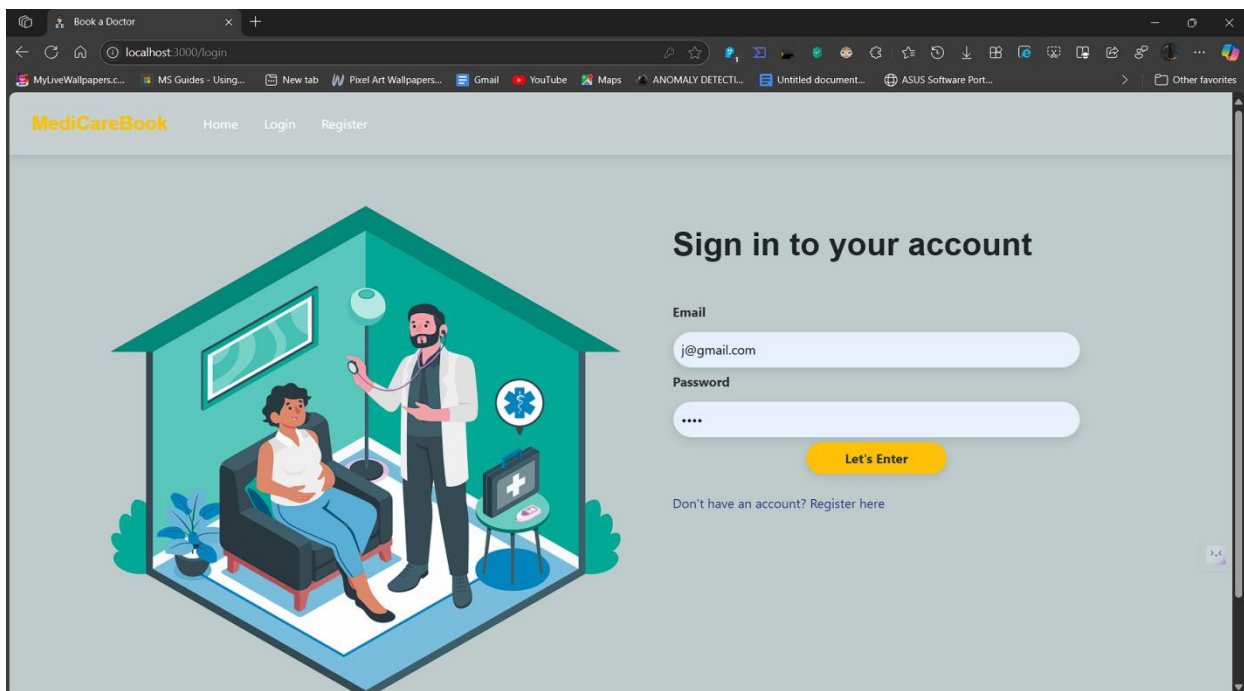 Book a Doctor
localhost:3000/login
MyLiveWallpapers.c... MS Guides - Using... New tab Pixel Art Wallpapers... Gmail YouTube Maps ANOMALY DETECTI... Untitled document... ASUS Software Port... Other favorites
MediCareBook Home Login Register
Sign in to your account
Email
j@gmail.com
Password
••••
Let's Enter
Don't have an account? Register here